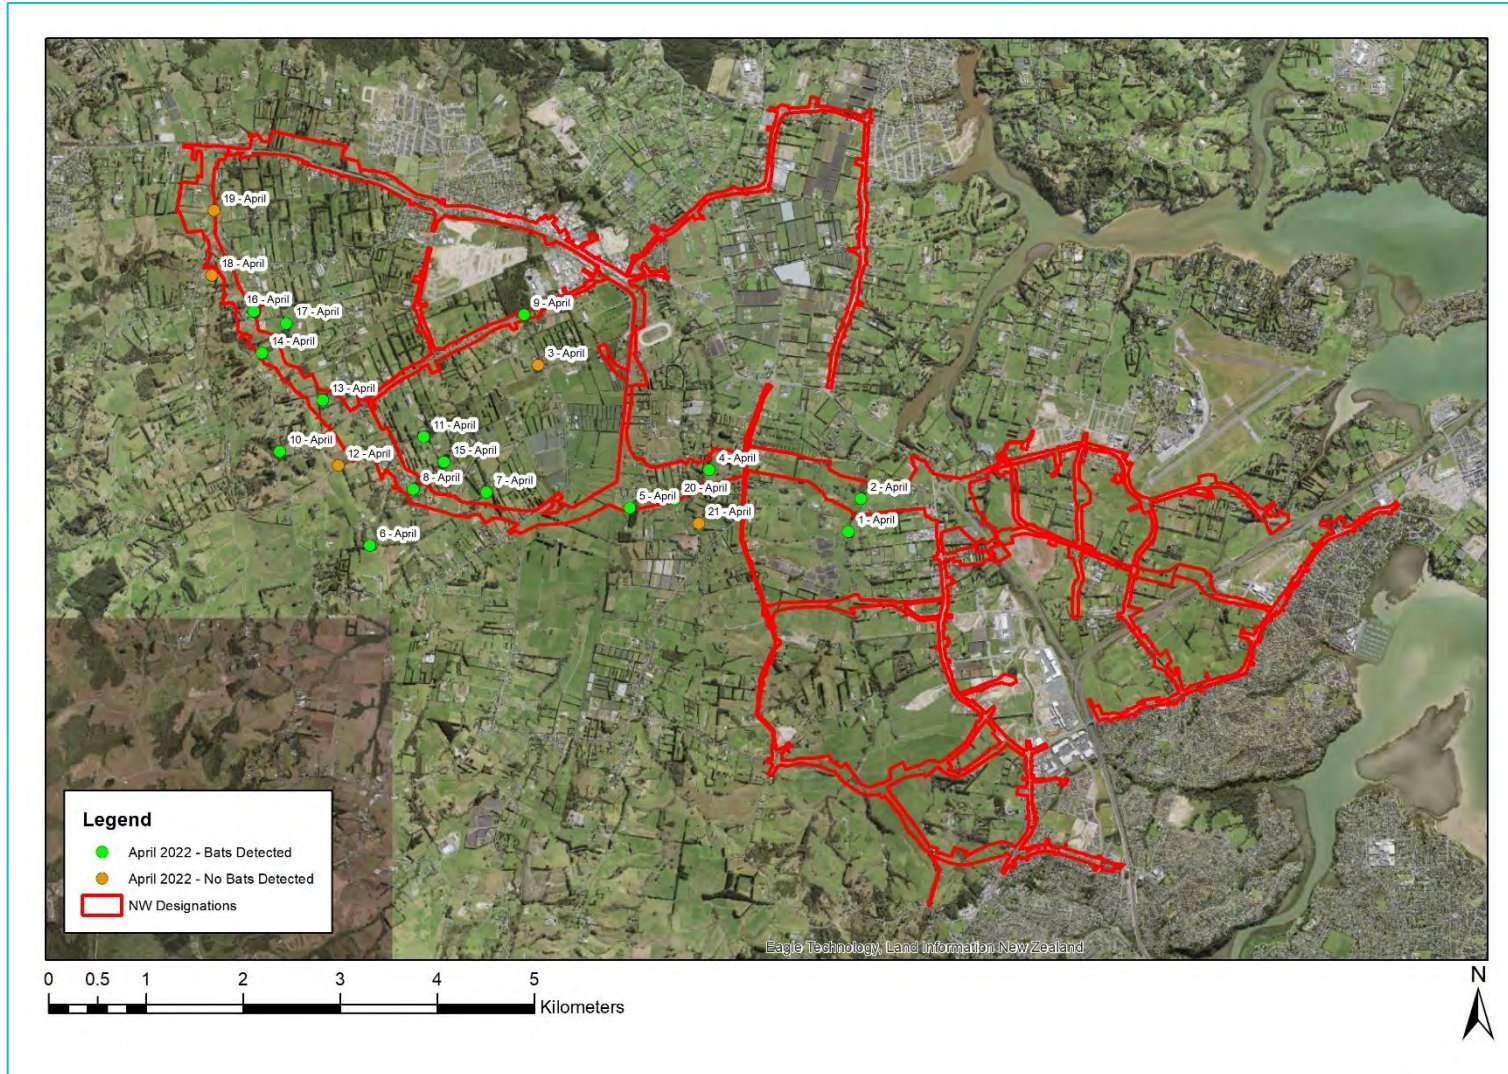 19 - April
18 - April
16 - April
17 - April
9 - April
14 - April
3 - April
13 - April
11 - April
10 - April
12 - April
15 - April
4 - April
8 - April
7 - April
20 - April
2 - April
5 - April
21 - April
1 - April
6 - April
Legend
April 2022 - Bats Detected
April 2022 - No Bats Detected
NW Designations
Eagle Technology, Land Information New Zealand
0 0.5 1 2 3 4 5
Kilometers
N